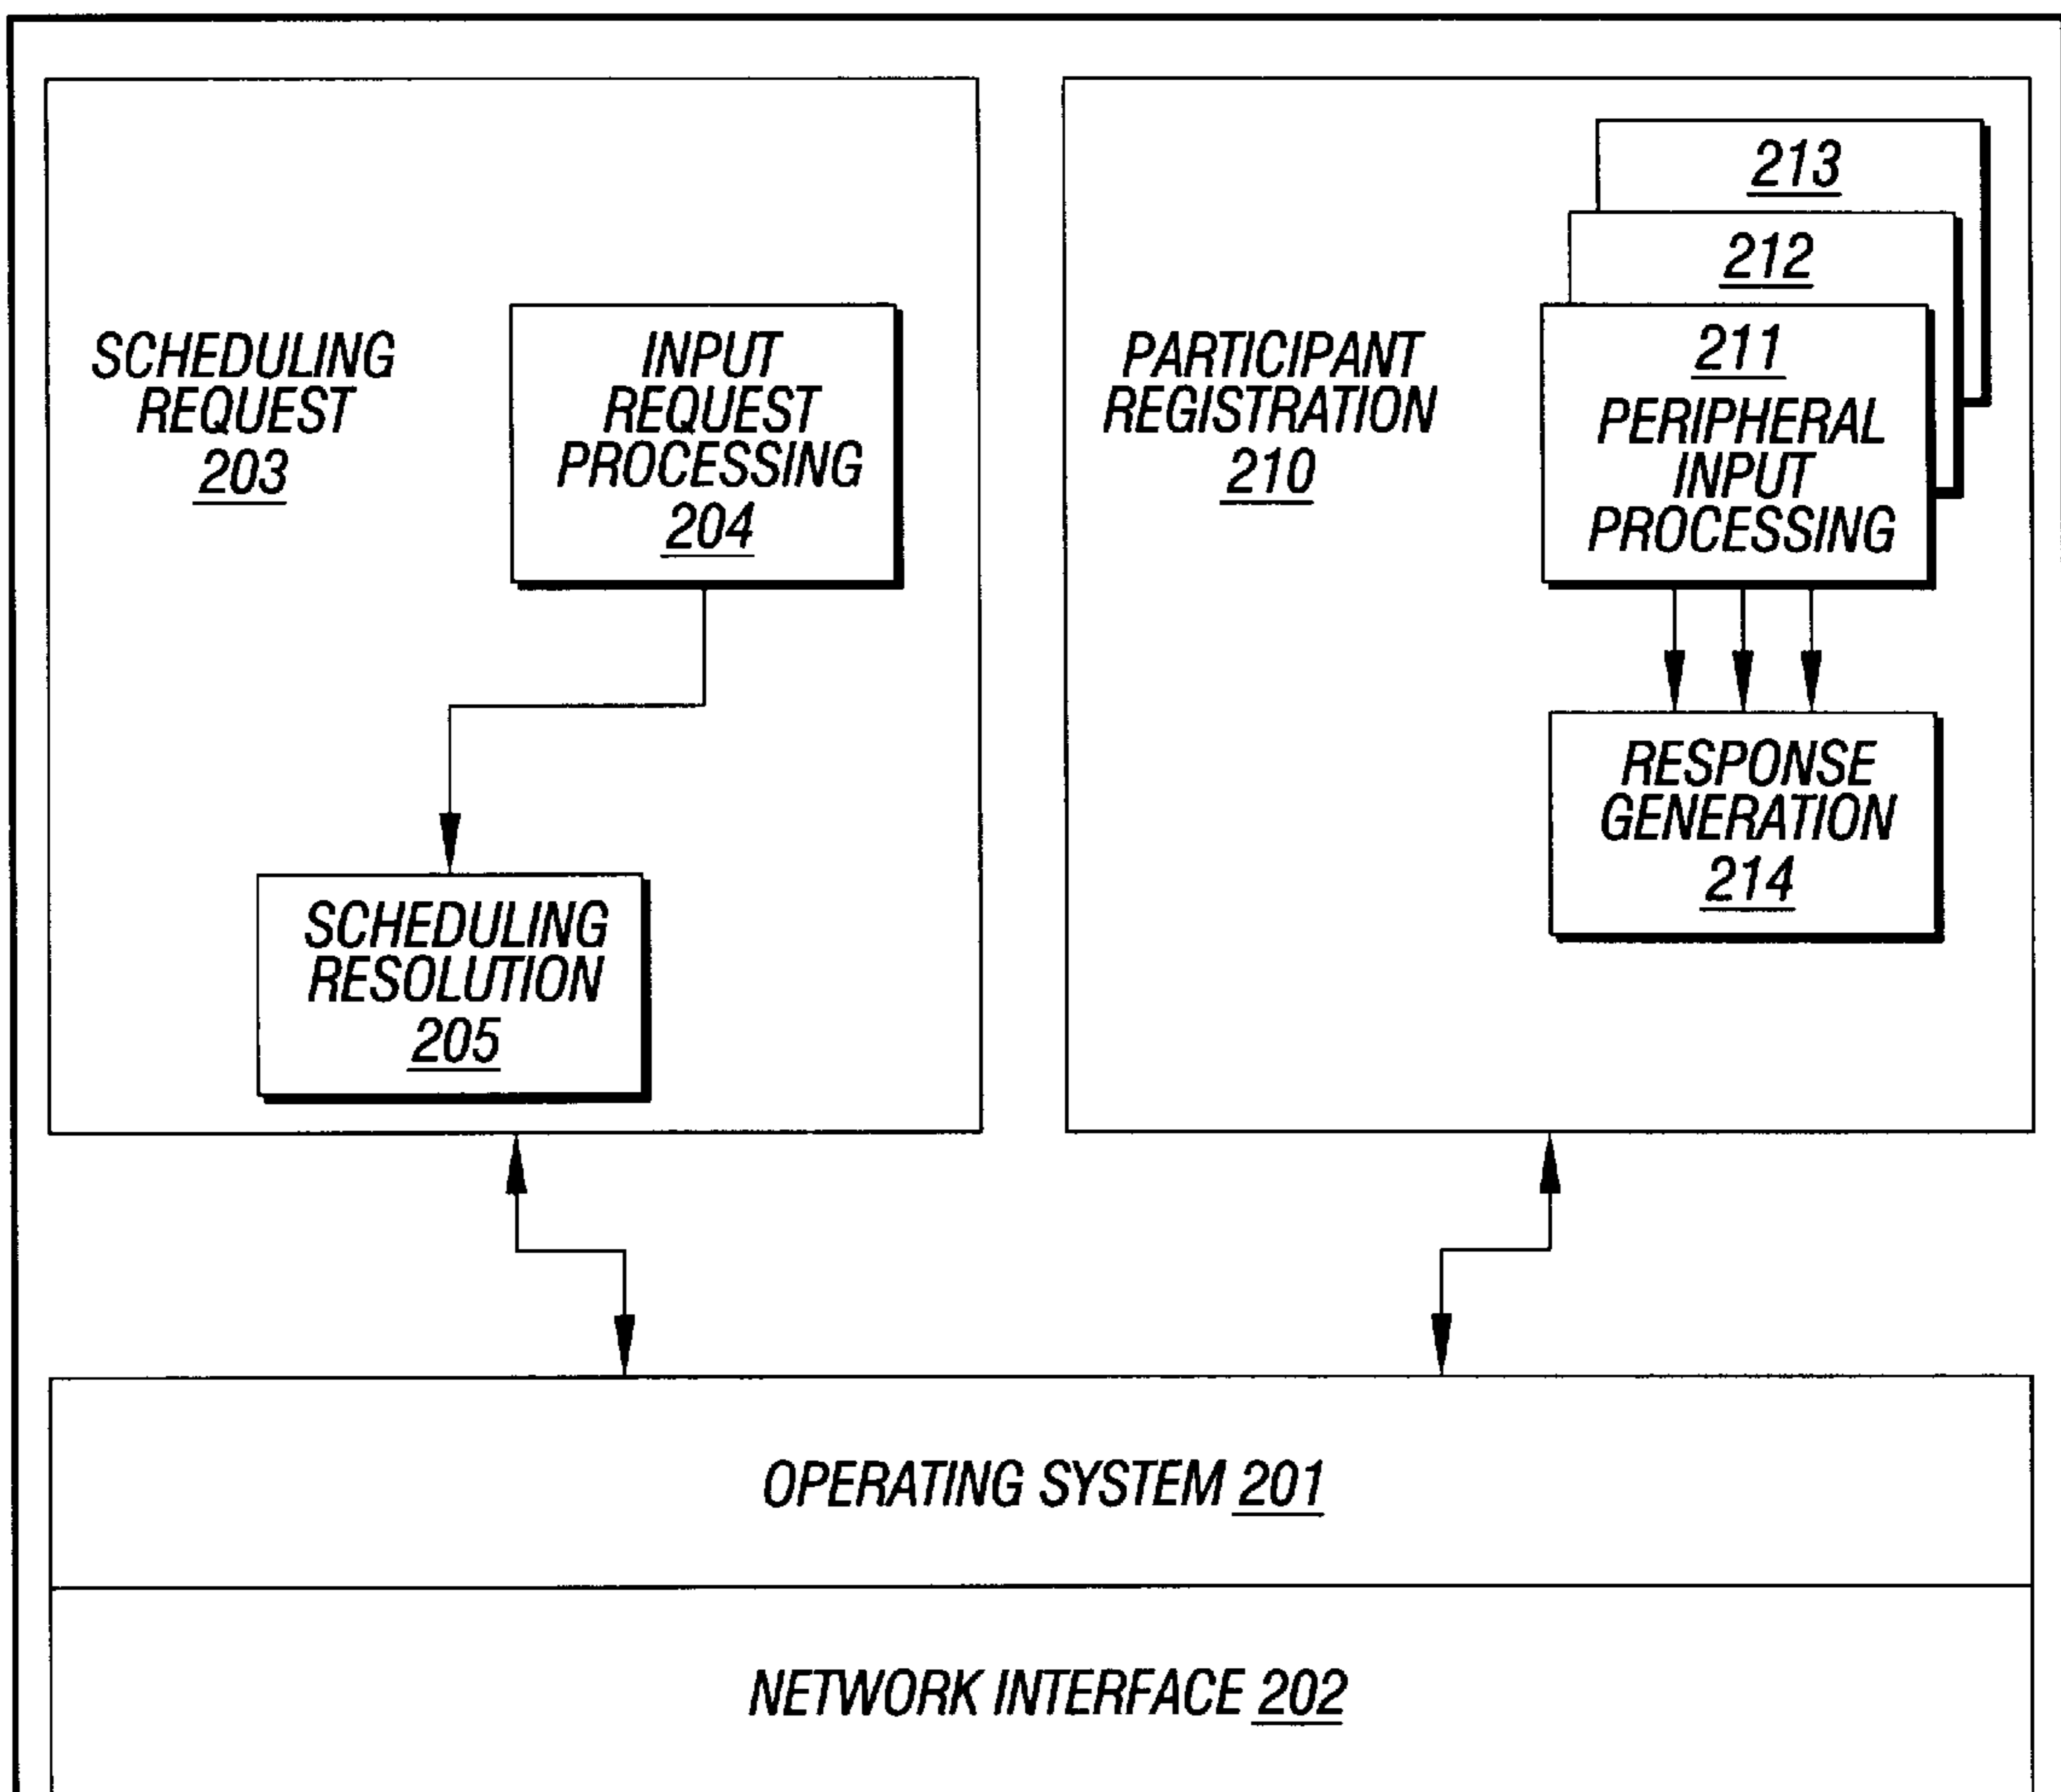 SCHEDULING
REQUEST
203
INPUT
REQUEST
PROCESSING
204
SCHEDULING
RESOLUTION
205
PARTICIPANT
REGISTRATION
210
213
212
211
PERIPHERAL
INPUT
PROCESSING
RESPONSE
GENERATION
214
OPERATING SYSTEM 201
NETWORK INTERFACE 202